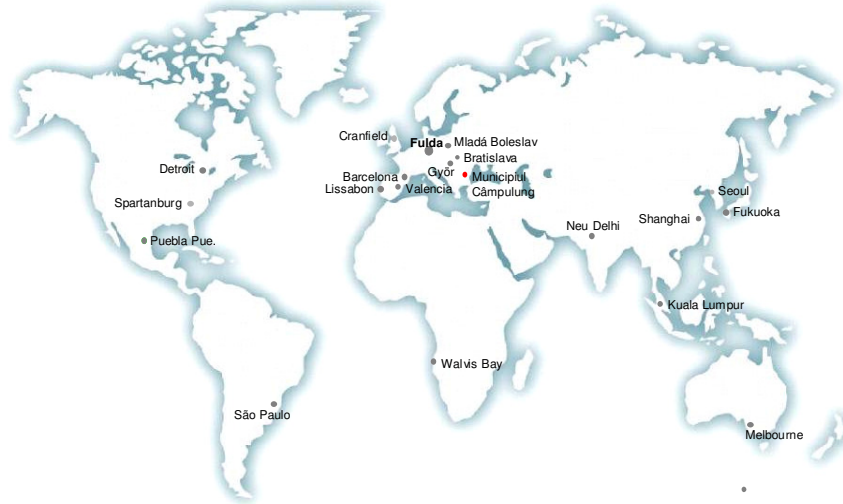 Cranfield
Fulda
Mladá Boleslav
Bratislava
Györ
Detroit
Barcelona
Municipiul
Câmpulung
Lissabon
Valencia
Seoul
Spartanburg
Fukuoka
Shanghai
Neu Delhi
Puebla Pue.
Kuala Lumpur
Walvis Bay
São Paulo
Melbourne